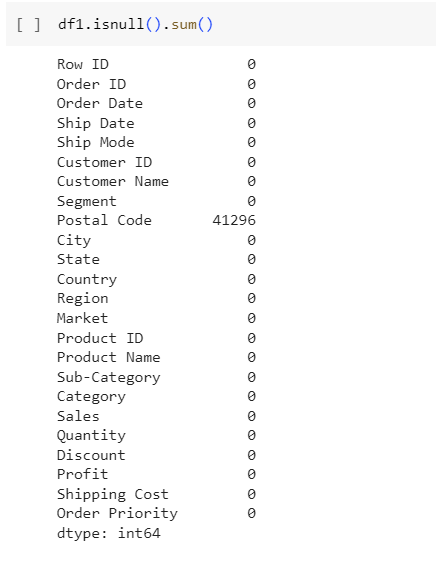 [ ] df1.isnull().sum()
Row ID 0
Order ID 0
Order Date 0
Ship Date 0
Ship Mode 0
Customer ID 0
Customer Name 0
Segment 0
Postal Code 41296
City 0
State 0
Country 0
Region 0
Market 0
Product ID 0
Product Name 0
Sub-Category 0
Category 0
Sales 0
Quantity 0
Discount 0
Profit 0
Shipping Cost 0
Order Priority 0
dtype: int64